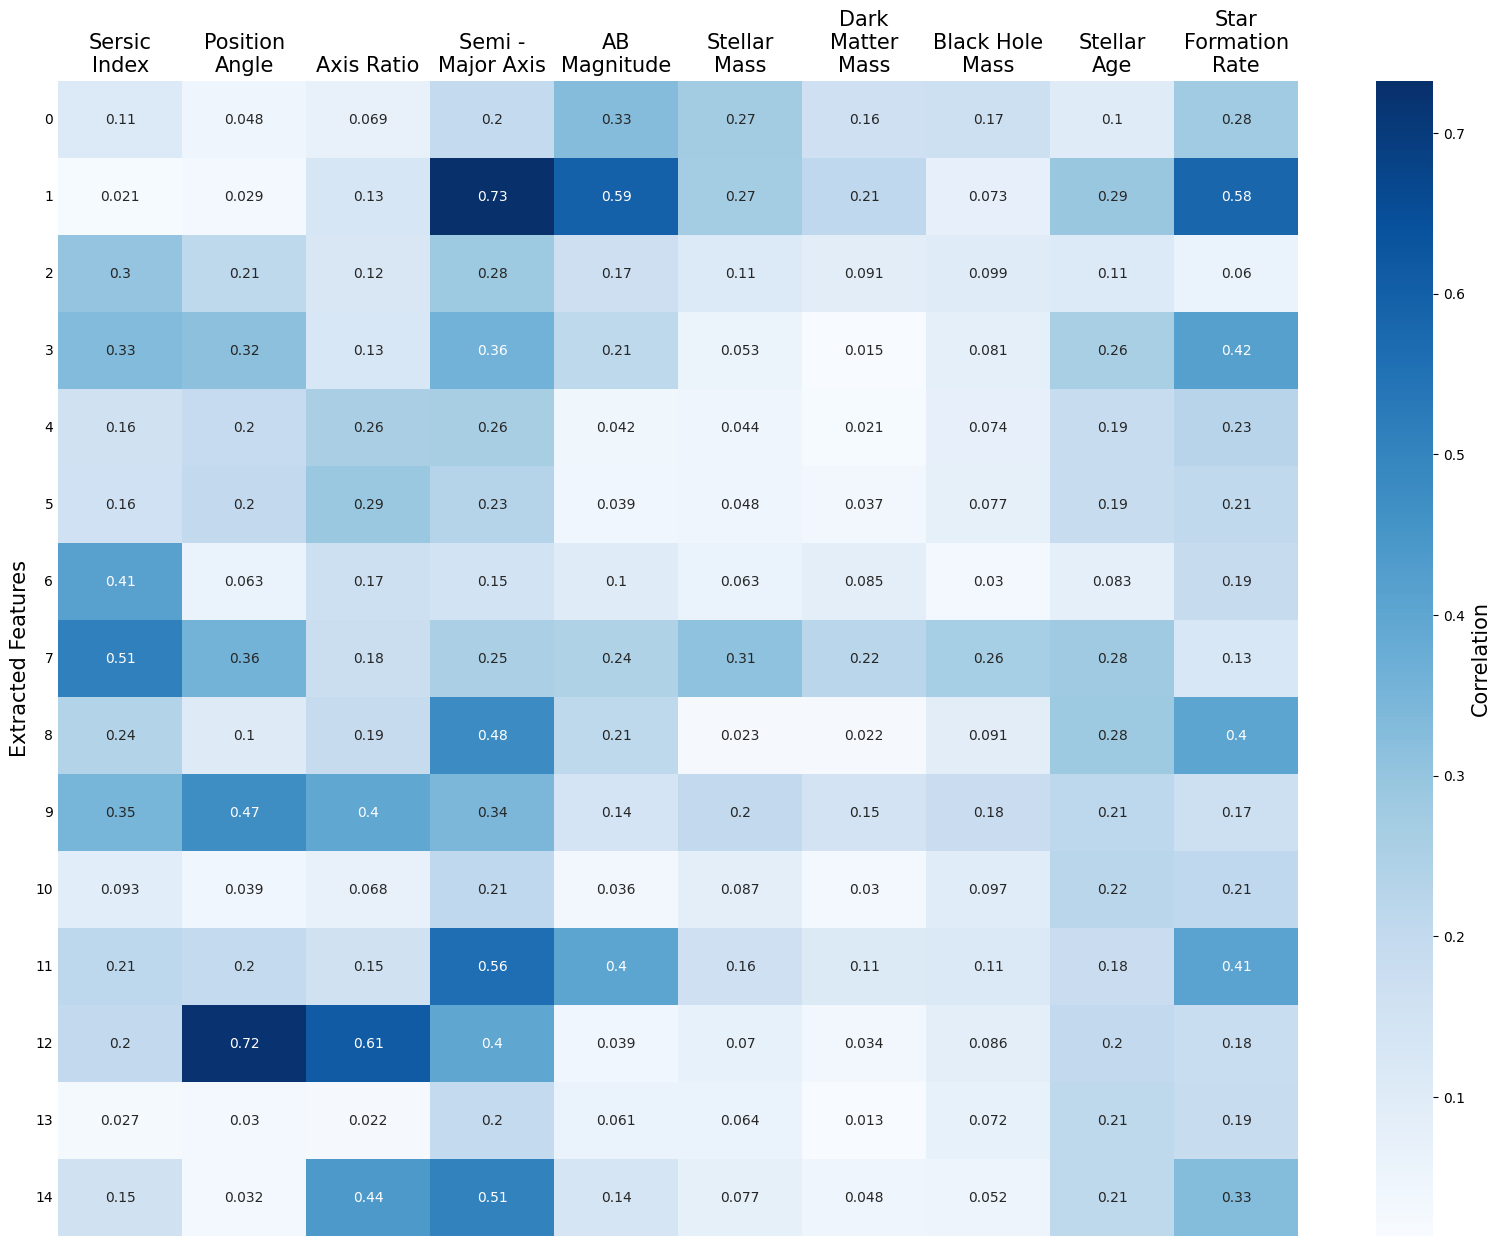 Sersic
Index
Position
Angle
Axis Ratio
Semi -
Major Axis
AB
Magnitude
Stellar
Mass
Dark
Matter
Mass
Black Hole
Mass
Stellar
Age
Star
Formation
Rate
0 0.11 0.048 0.069 0.2 0.33 0.27 0.16 0.17 0.1 0.28
1 0.021 0.029 0.13 0.73 0.59 0.27 0.21 0.073 0.29 0.58
2 0.3 0.21 0.12 0.28 0.17 0.11 0.091 0.099 0.11 0.06
3 0.33 0.32 0.13 0.36 0.21 0.053 0.015 0.081 0.26 0.42
4 0.16 0.2 0.26 0.26 0.042 0.044 0.021 0.074 0.19 0.23
5 0.16 0.2 0.29 0.23 0.039 0.048 0.037 0.077 0.19 0.21
6 0.41 0.063 0.17 0.15 0.1 0.063 0.085 0.03 0.083 0.19
7 0.51 0.36 0.18 0.25 0.24 0.31 0.22 0.26 0.28 0.13
8 0.24 0.1 0.19 0.48 0.21 0.023 0.022 0.091 0.28 0.4
9 0.35 0.47 0.4 0.34 0.14 0.2 0.15 0.18 0.21 0.17
10 0.093 0.039 0.068 0.21 0.036 0.087 0.03 0.097 0.22 0.21
11 0.21 0.2 0.15 0.56 0.4 0.16 0.11 0.11 0.18 0.41
12 0.2 0.72 0.61 0.4 0.039 0.07 0.034 0.086 0.2 0.18
13 0.027 0.03 0.022 0.2 0.061 0.064 0.013 0.072 0.21 0.19
14 0.15 0.032 0.44 0.51 0.14 0.077 0.048 0.052 0.21 0.33
Extracted Features
0.7
0.6
0.5
0.4
0.3
0.2
0.1
Correlation